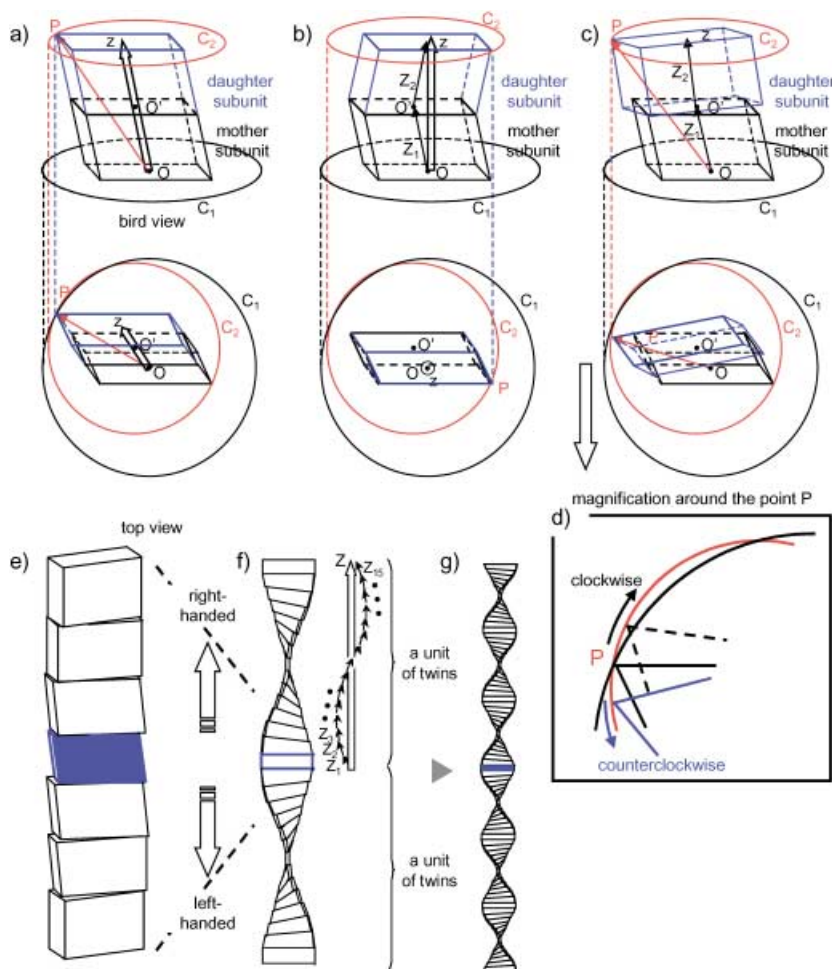 a)
P
C2
z
daughter
subunit
O'
mother
subunit
O
C1
bird view
b)
C2
z
Z2
O'
daughter
subunit
Z1
mother
subunit
O
C1
c)
P
z
C2
Z2
daughter
subunit
O'
Z1
mother
subunit
O
C1
P
z
O'
O
C2
C1
O'
O
z
C2
P
C1
P
O'
O
C2
C1
top view
magnification around the point P
d)
clockwise
P
counterclockwise
e)
right-
handed
left-
handed
f)
Z
Z15
Z3
Z2
Z1
a unit
of twins
a unit
of twins
g)